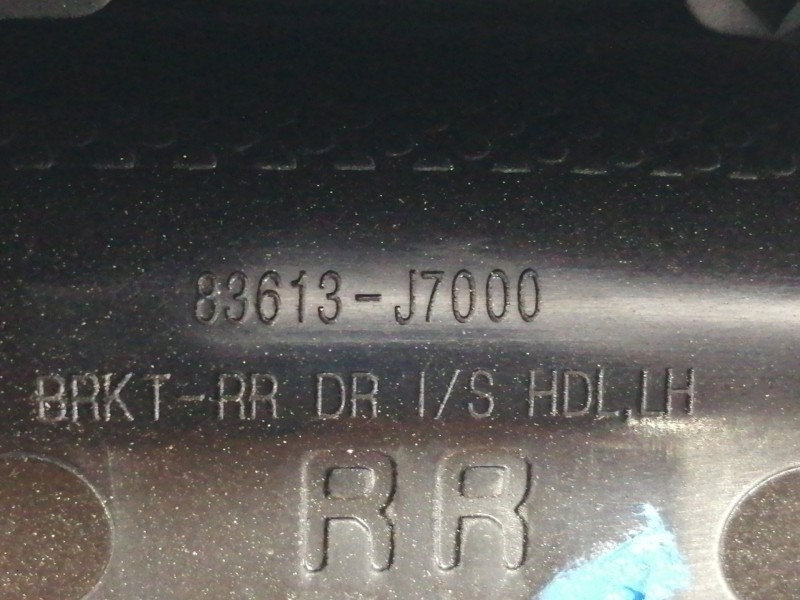 83613-J7000
BRKT-RR DR I/S HDL,LH
RR